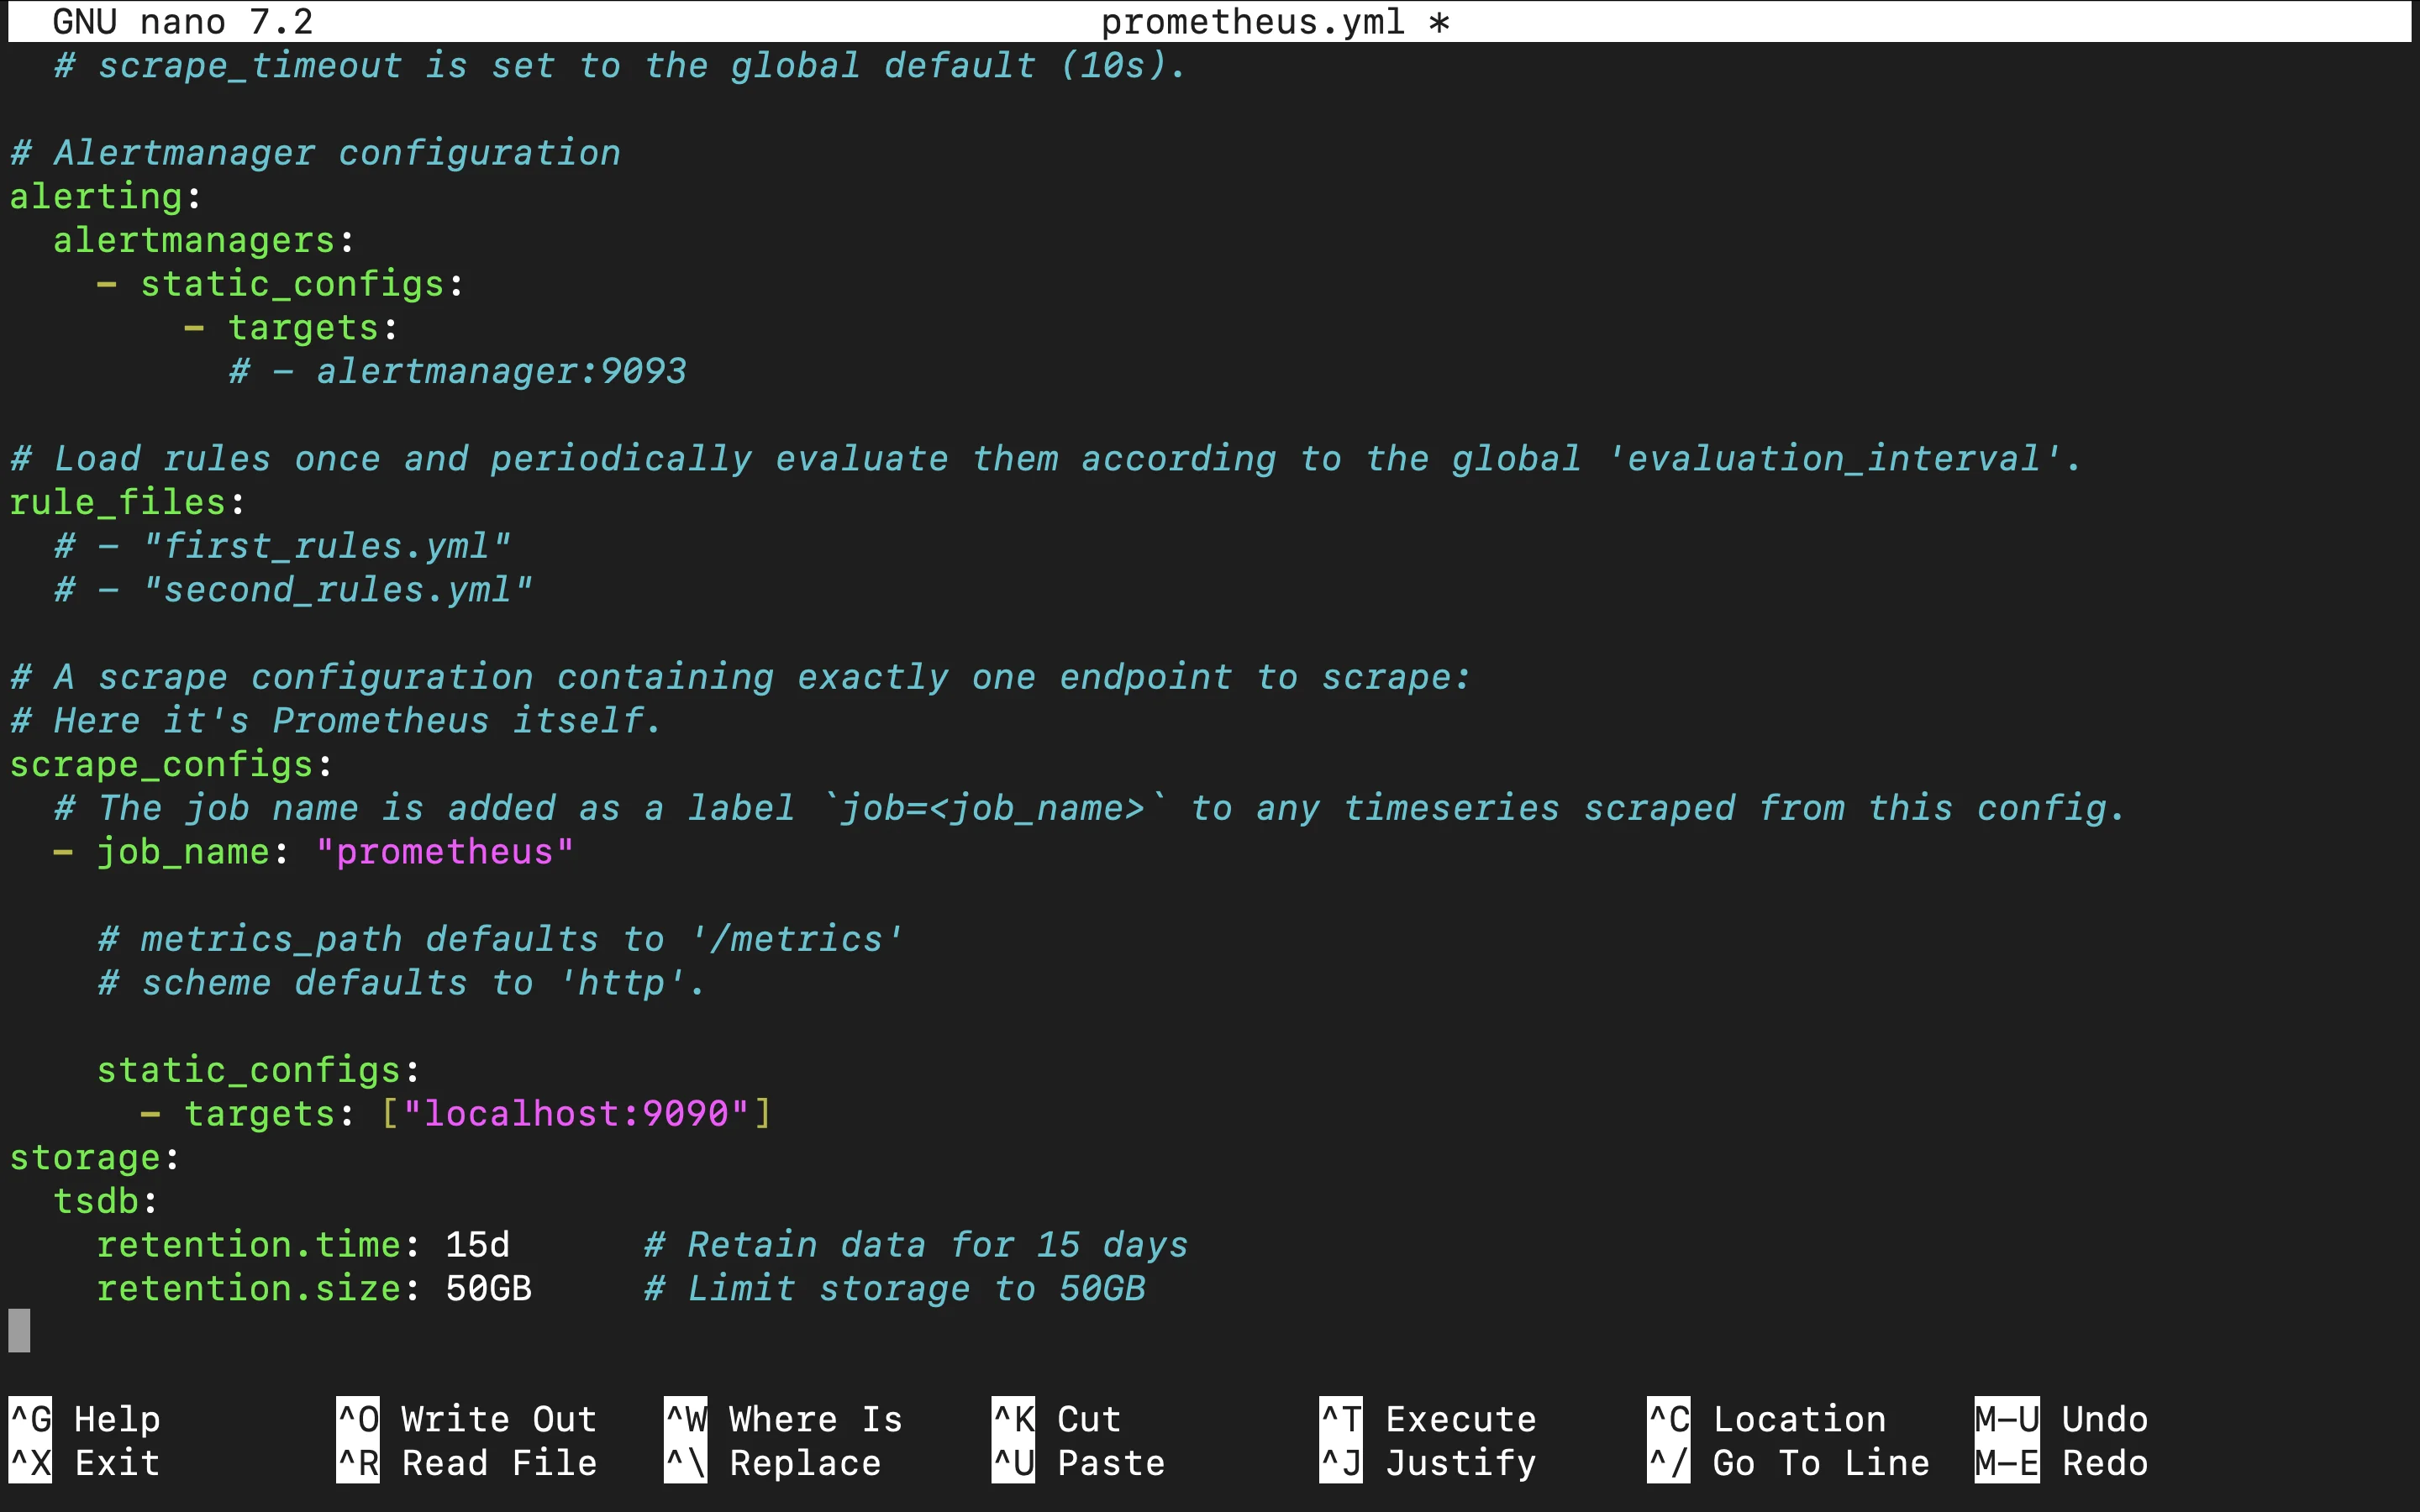 GNU nano 7.2 prometheus.yml *
# scrape_timeout is set to the global default (10s).
# Alertmanager configuration
alerting:
  alertmanagers:
    - static_configs:
        - targets:
          # - alertmanager:9093
# Load rules once and periodically evaluate them according to the global 'evaluation_interval'.
rule_files:
  # - "first_rules.yml"
  # - "second_rules.yml"
# A scrape configuration containing exactly one endpoint to scrape:
# Here it's Prometheus itself.
scrape_configs:
  # The job name is added as a label `job=<job_name>` to any timeseries scraped from this config.
  - job_name: "prometheus"
    # metrics_path defaults to '/metrics'
    # scheme defaults to 'http'.
    static_configs:
      - targets: ["localhost:9090"]
storage:
  tsdb:
    retention.time: 15d      # Retain data for 15 days
    retention.size: 50GB     # Limit storage to 50GB
^G Help ^O Write Out ^W Where Is ^K Cut ^T Execute ^C Location M-U Undo
^X Exit ^R Read File ^\ Replace ^U Paste ^J Justify ^/ Go To Line M-E Redo